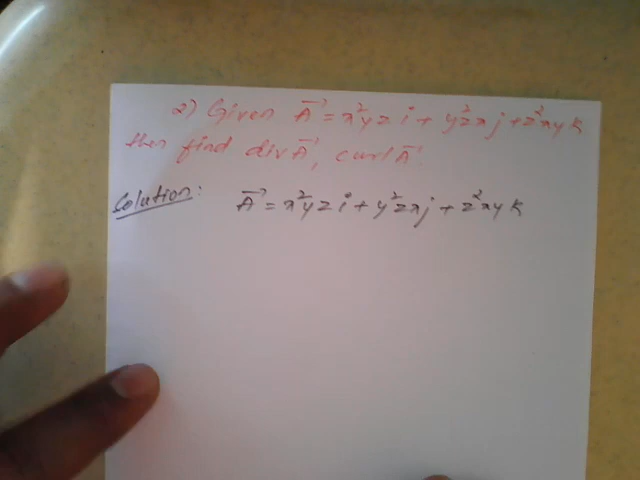 2) Given A⃗ = x²yz i + y²zx j + z²xy k
then find div A⃗, curl A⃗.
Solution: A⃗ = x²yz i + y²zx j + z²xy k